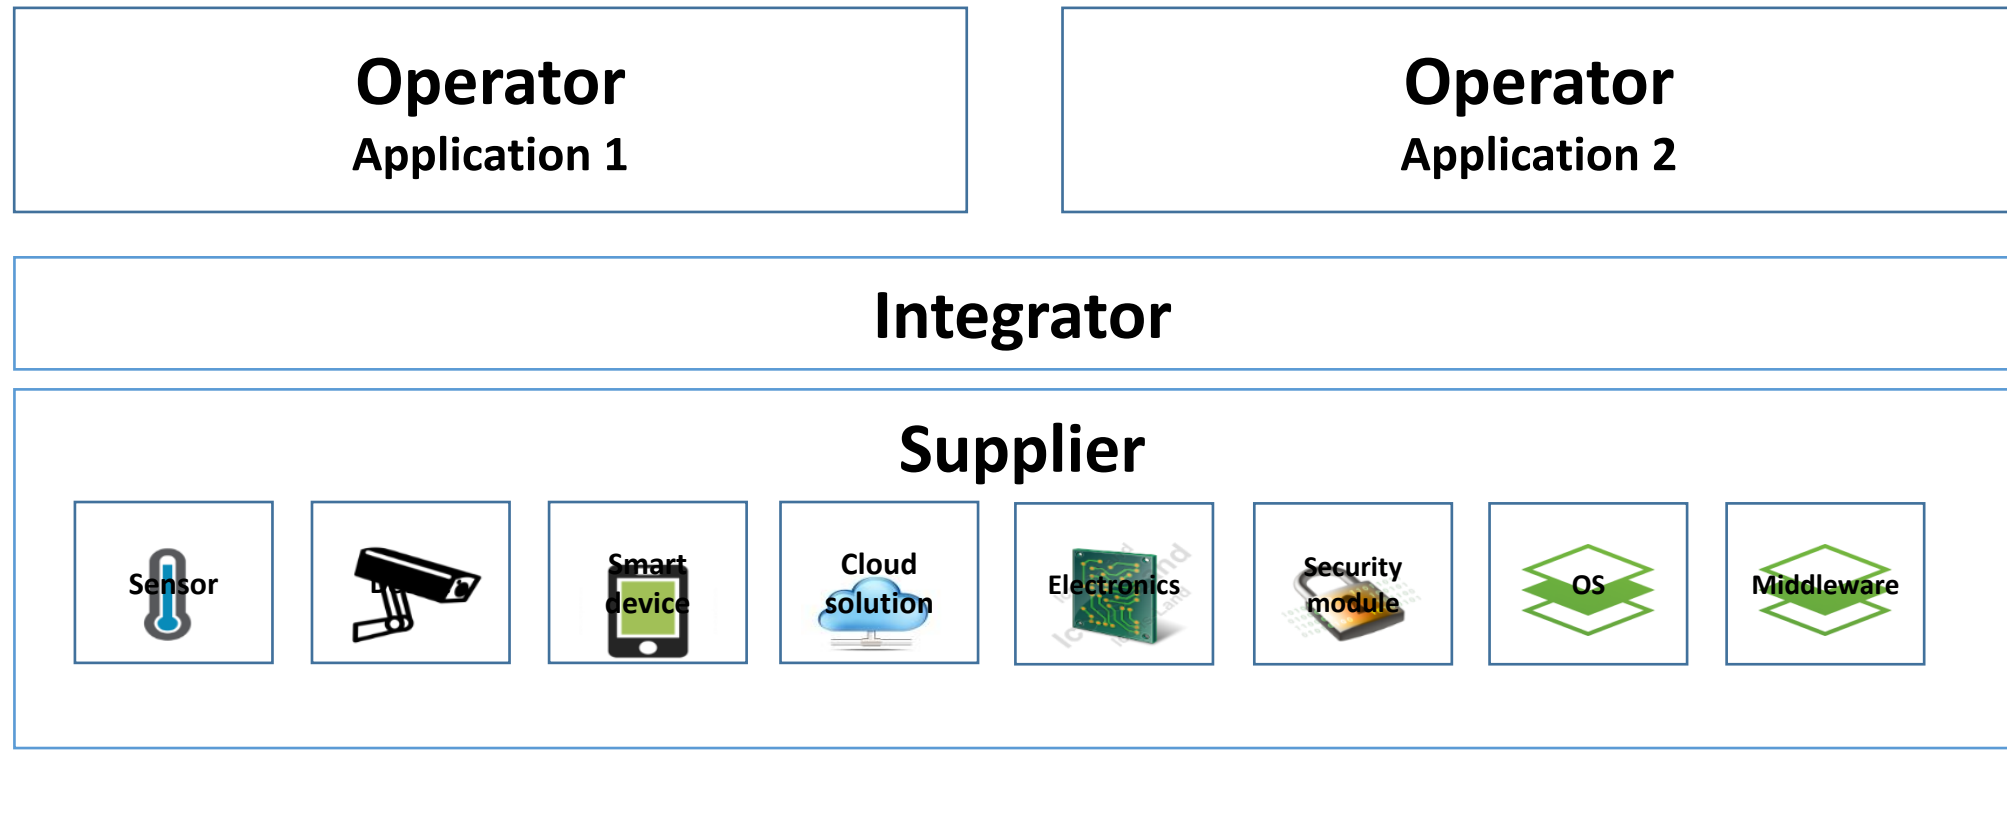 Operator
Application 1
Operator
Application 2
Integrator
Supplier
Sensor
Smart
device
Cloud
solution
Electronics
Security
module
OS
Middleware